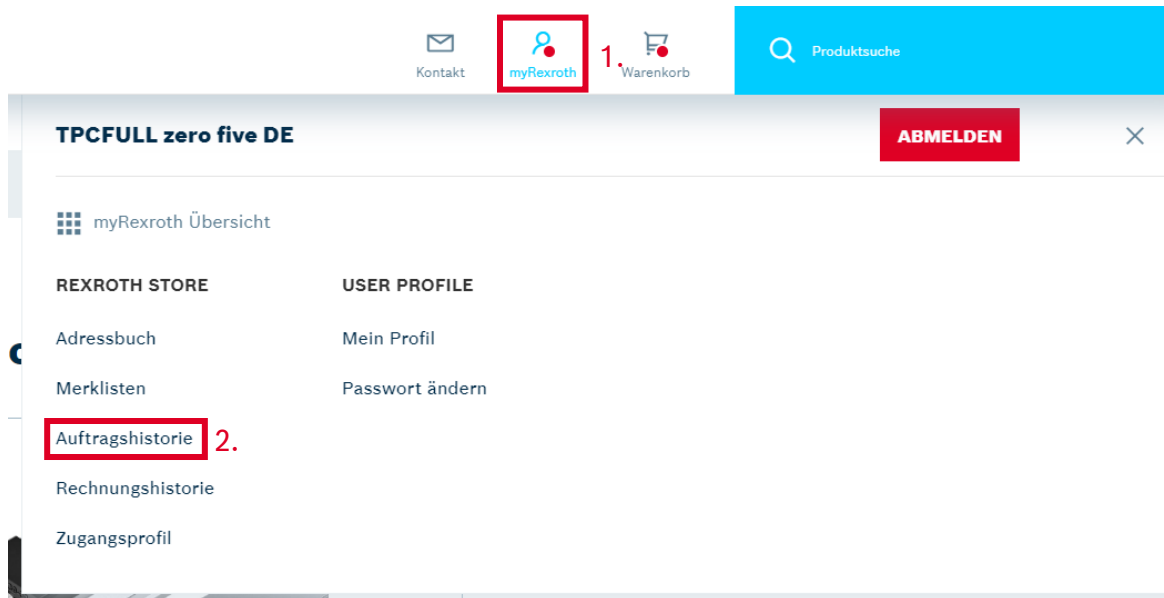 Kontakt
myRexroth
1.
Warenkorb
Produktsuche
TPCFULL zero five DE
ABMELDEN
myRexroth Übersicht
REXROTH STORE
USER PROFILE
Adressbuch
Mein Profil
Merklisten
Passwort ändern
Auftragshistorie
2.
Rechnungshistorie
Zugangsprofil